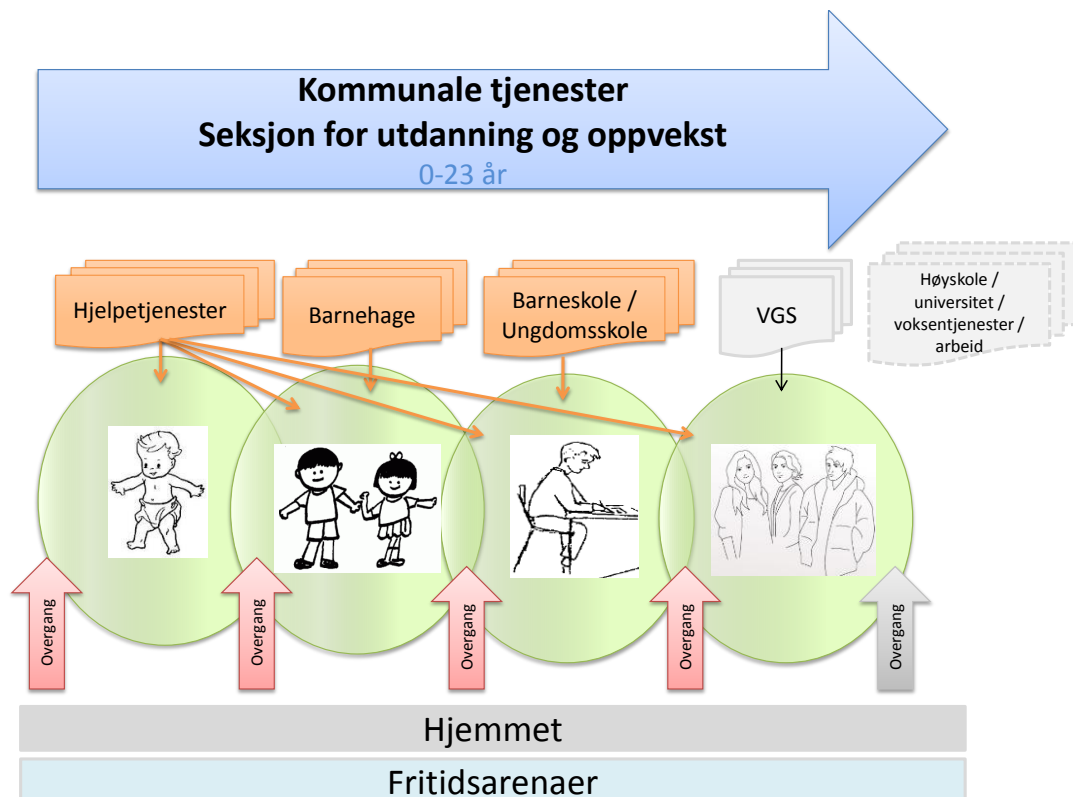 Kommunale tjenester
Seksjon for utdanning og oppvekst
0-23 år
Hjelpetjenester
Barnehage
Barneskole /
Ungdomsskole
VGS
Høyskole /
universitet /
voksentjenester /
arbeid
Overgang
Overgang
Overgang
Overgang
Overgang
Hjemmet
Fritidsarenaer